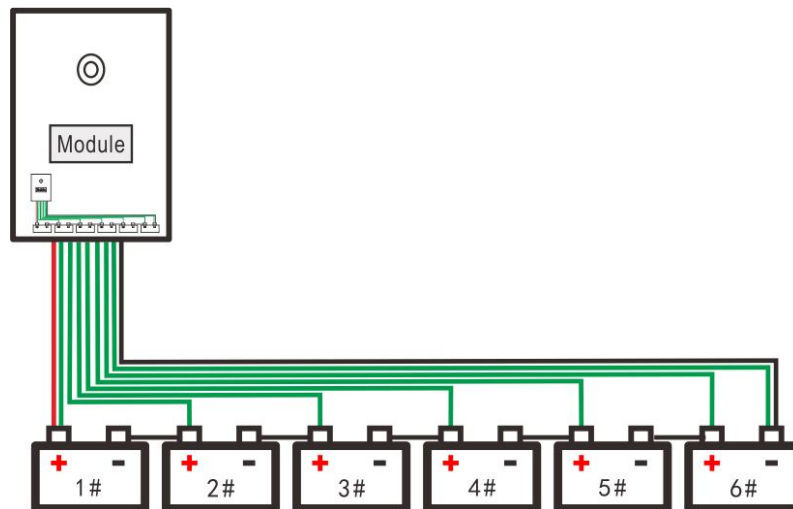 Module
+ - + - + - + - + - + -
1# 2# 3# 4# 5# 6#